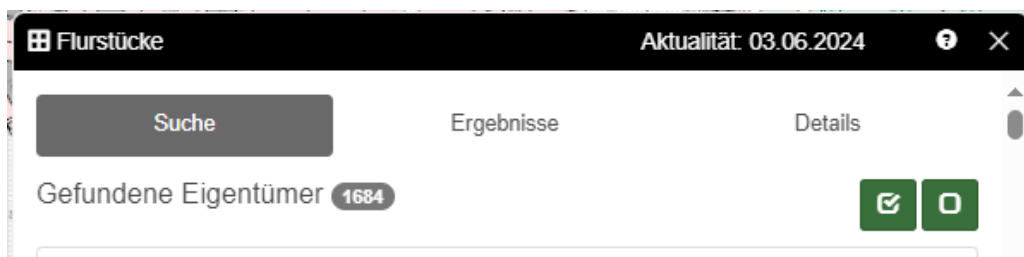 Flurstücke Aktualität: 03.06.2024
Suche Ergebnisse Details
Gefundene Eigentümer 1684